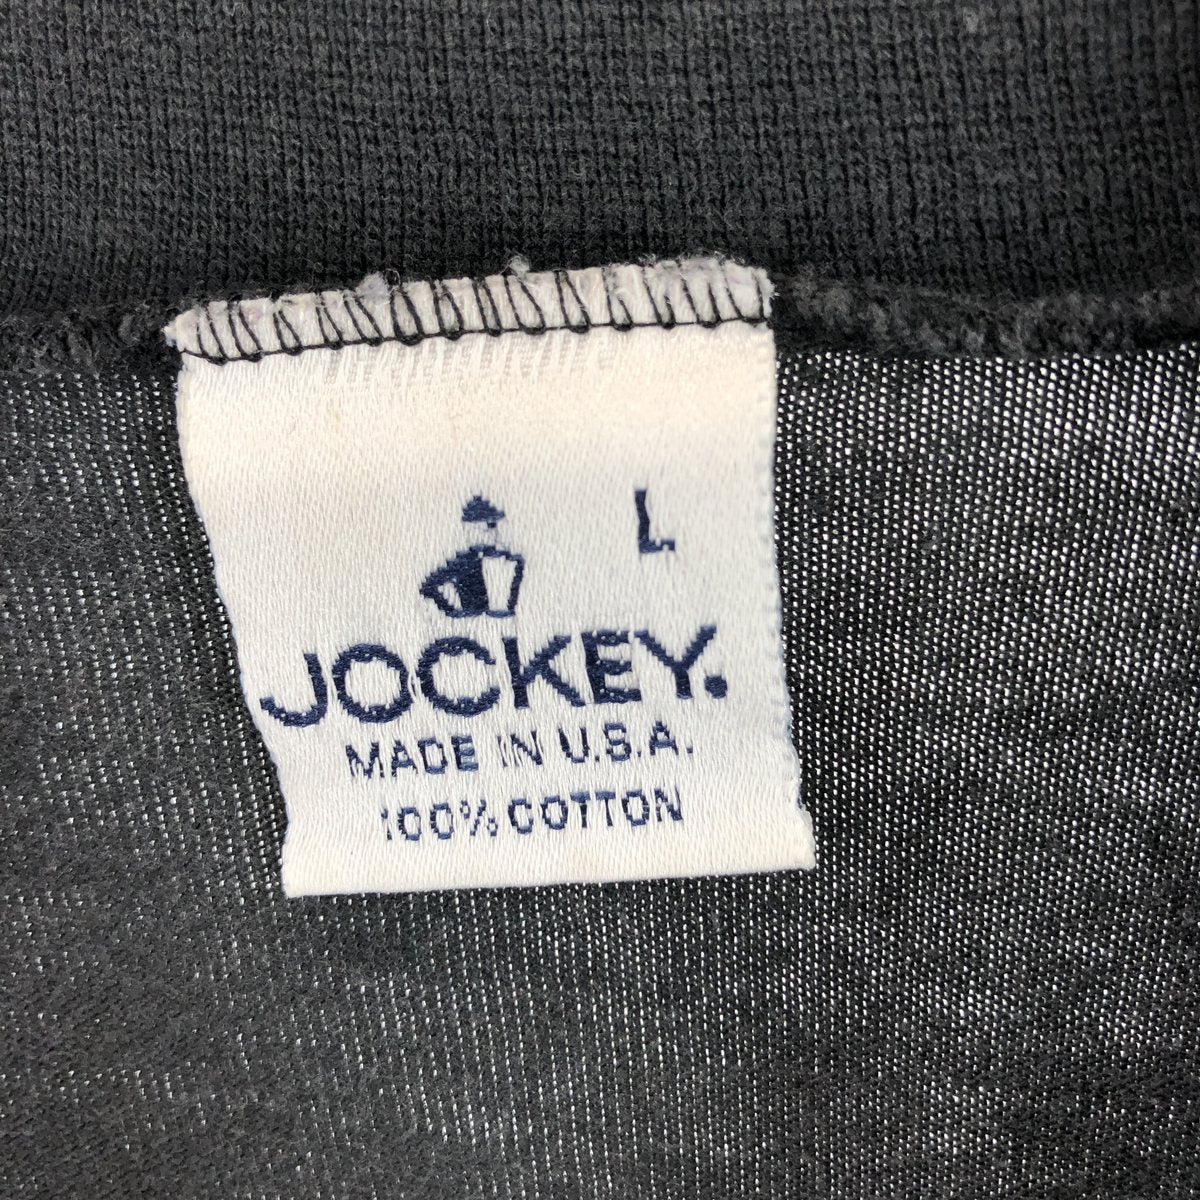 L
JOCKEY.
MADE IN U.S.A.
100% COTTON